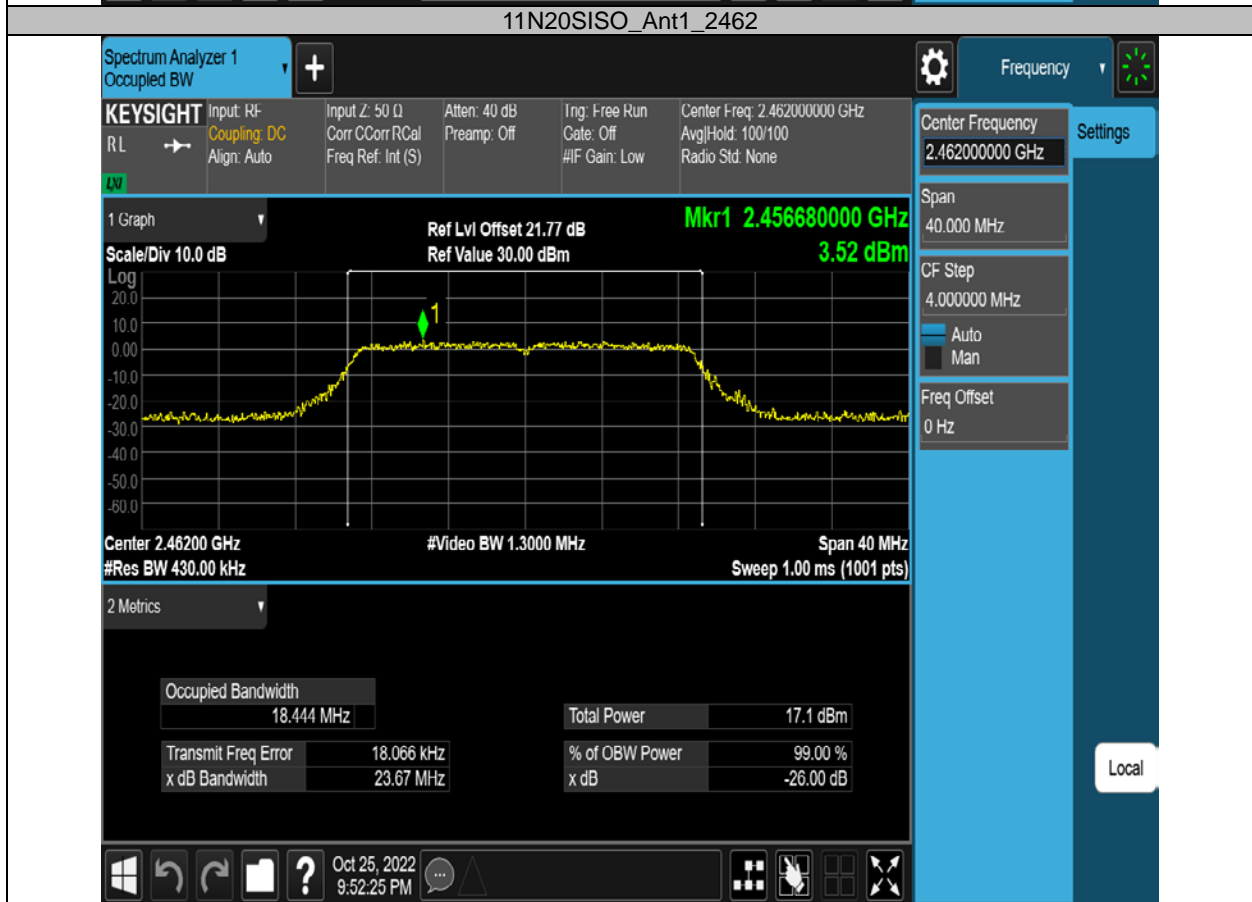 11N20SISO_Ant1_2462
Spectrum Analyzer 1
Occupied BW
+
Frequency
KEYSIGHT
RL
LXI
Input: RF
Coupling: DC
Align: Auto
Input Z: 50 Ω
Corr CCorr RCal
Freq Ref: Int (S)
Atten: 40 dB
Preamp: Off
Trig: Free Run
Gate: Off
#IF Gain: Low
Center Freq: 2.462000000 GHz
Avg|Hold: 100/100
Radio Std: None
Center Frequency
2.462000000 GHz
Settings
Span
40.000 MHz
CF Step
4.000000 MHz
Auto
Man
Freq Offset
0 Hz
Local
1 Graph
Scale/Div 10.0 dB
Ref Lvl Offset 21.77 dB
Ref Value 30.00 dBm
Mkr1 2.456680000 GHz
3.52 dBm
Log
20.0
10.0
0.00
-10.0
-20.0
-30.0
-40.0
-50.0
-60.0
1
Center 2.46200 GHz
#Res BW 430.00 kHz
#Video BW 1.3000 MHz
Span 40 MHz
Sweep 1.00 ms (1001 pts)
2 Metrics
Occupied Bandwidth
18.444 MHz
Total Power 17.1 dBm
Transmit Freq Error 18.066 kHz
% of OBW Power 99.00 %
x dB Bandwidth 23.67 MHz
x dB -26.00 dB
?
Oct 25, 2022
9:52:25 PM